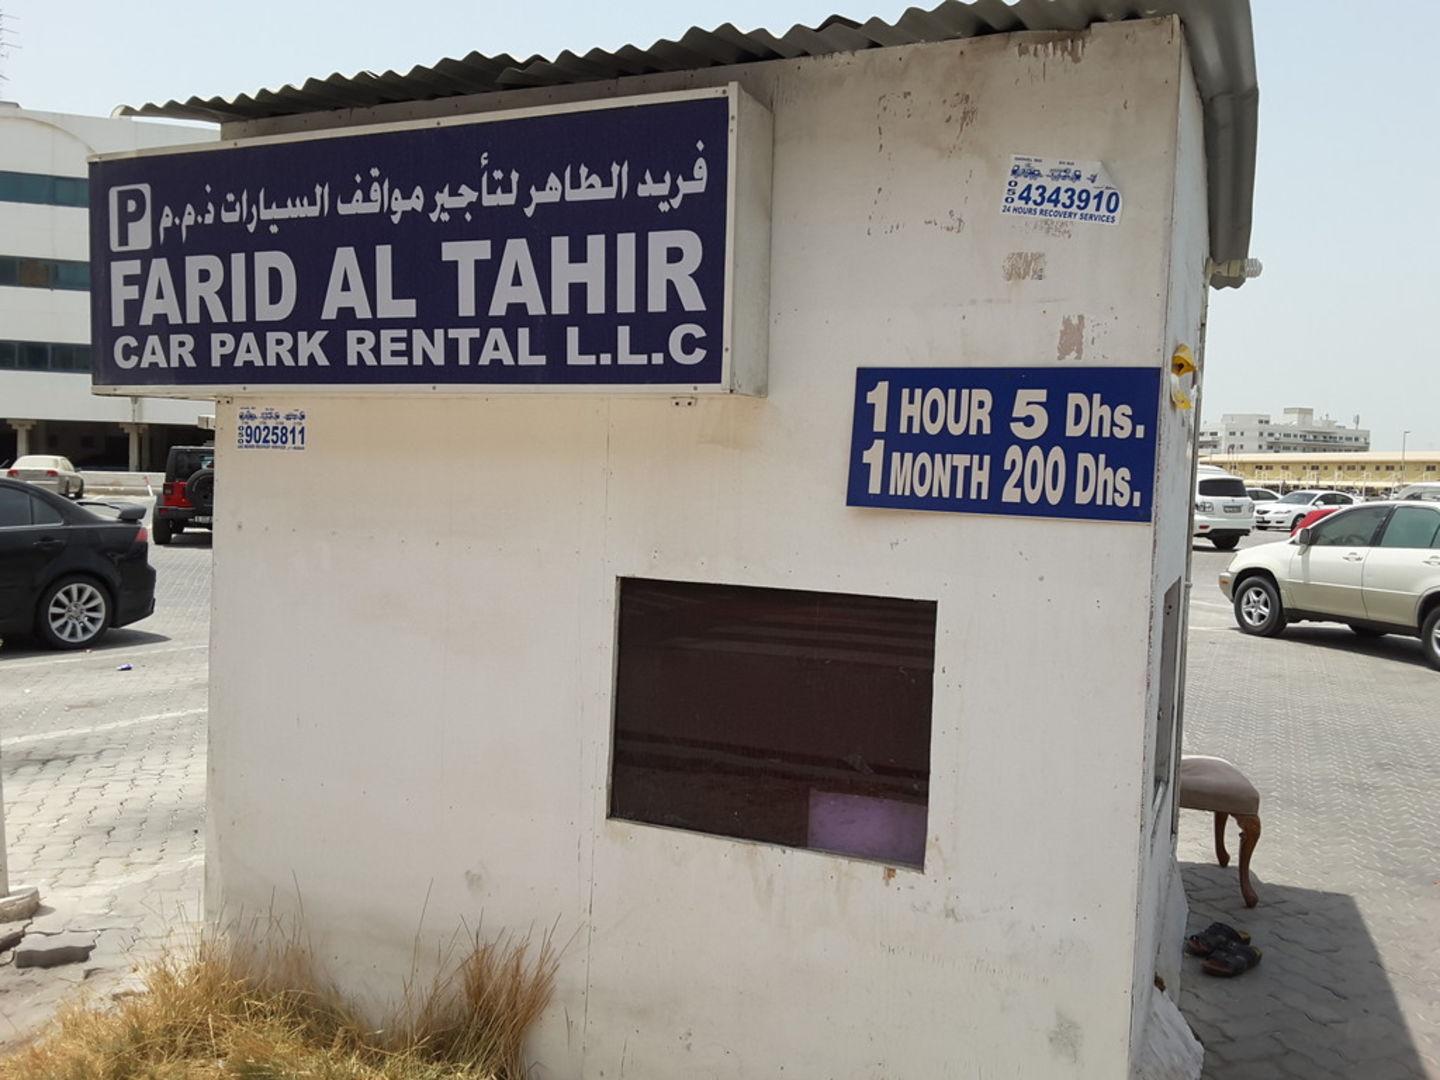 فريد الطاهر لتأجير مواقف السيارات ذ.م.م
P
FARID AL TAHIR
CAR PARK RENTAL L.L.C
050 4343910
24 HOURS RECOVERY SERVICES
1 HOUR 5 Dhs.
1 MONTH 200 Dhs.
050 9025811